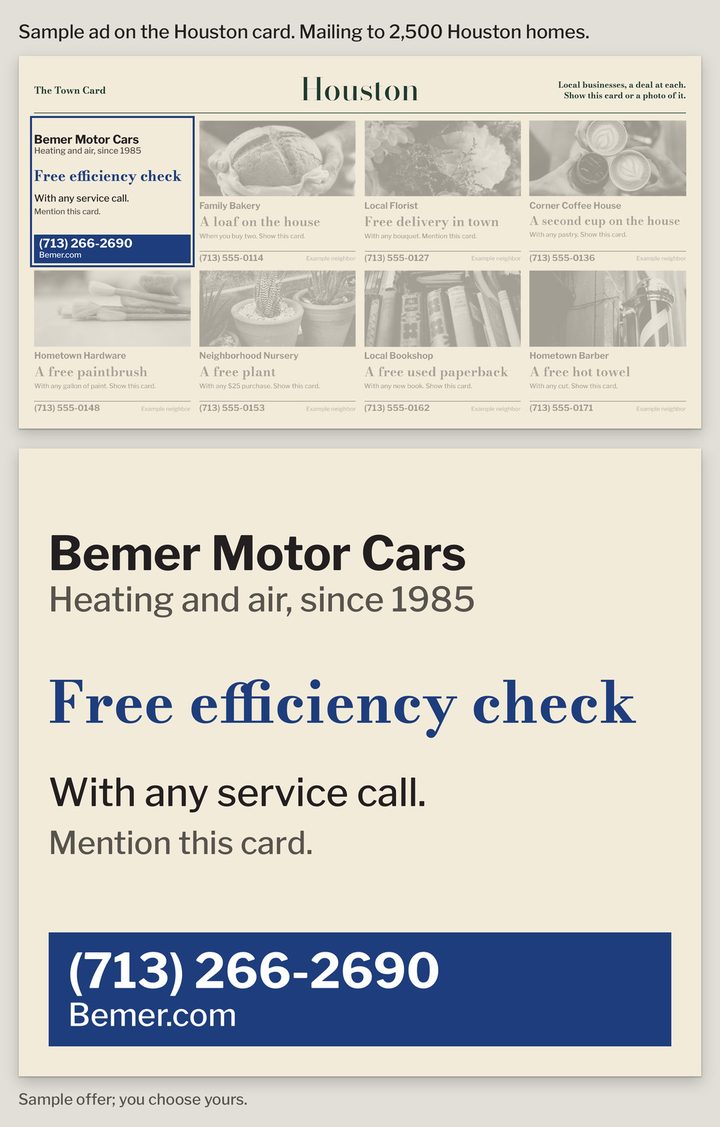 Sample ad on the Houston card. Mailing to 2,500 Houston homes.
The Town Card
Houston
Local businesses, a deal at each.
Show this card or a photo of it.
Bemer Motor Cars
Heating and air, since 1985
Free efficiency check
With any service call.
Mention this card.
(713) 266-2690
Bemer.com
Family Bakery
A loaf on the house
When you buy two. Show this card.
(713) 555-0114 Example neighbor
Local Florist
Free delivery in town
With any bouquet. Mention this card.
(713) 555-0127 Example neighbor
Corner Coffee House
A second cup on the house
With any pastry. Show this card.
(713) 555-0136 Example neighbor
Hometown Hardware
A free paintbrush
With any gallon of paint. Show this card.
(713) 555-0148 Example neighbor
Neighborhood Nursery
A free plant
With any $25 purchase. Show this card.
(713) 555-0153 Example neighbor
Local Bookshop
A free used paperback
With any new book. Show this card.
(713) 555-0162 Example neighbor
Hometown Barber
A free hot towel
With any cut. Show this card.
(713) 555-0171 Example neighbor
Bemer Motor Cars
Heating and air, since 1985
Free efficiency check
With any service call.
Mention this card.
(713) 266-2690
Bemer.com
Sample offer; you choose yours.